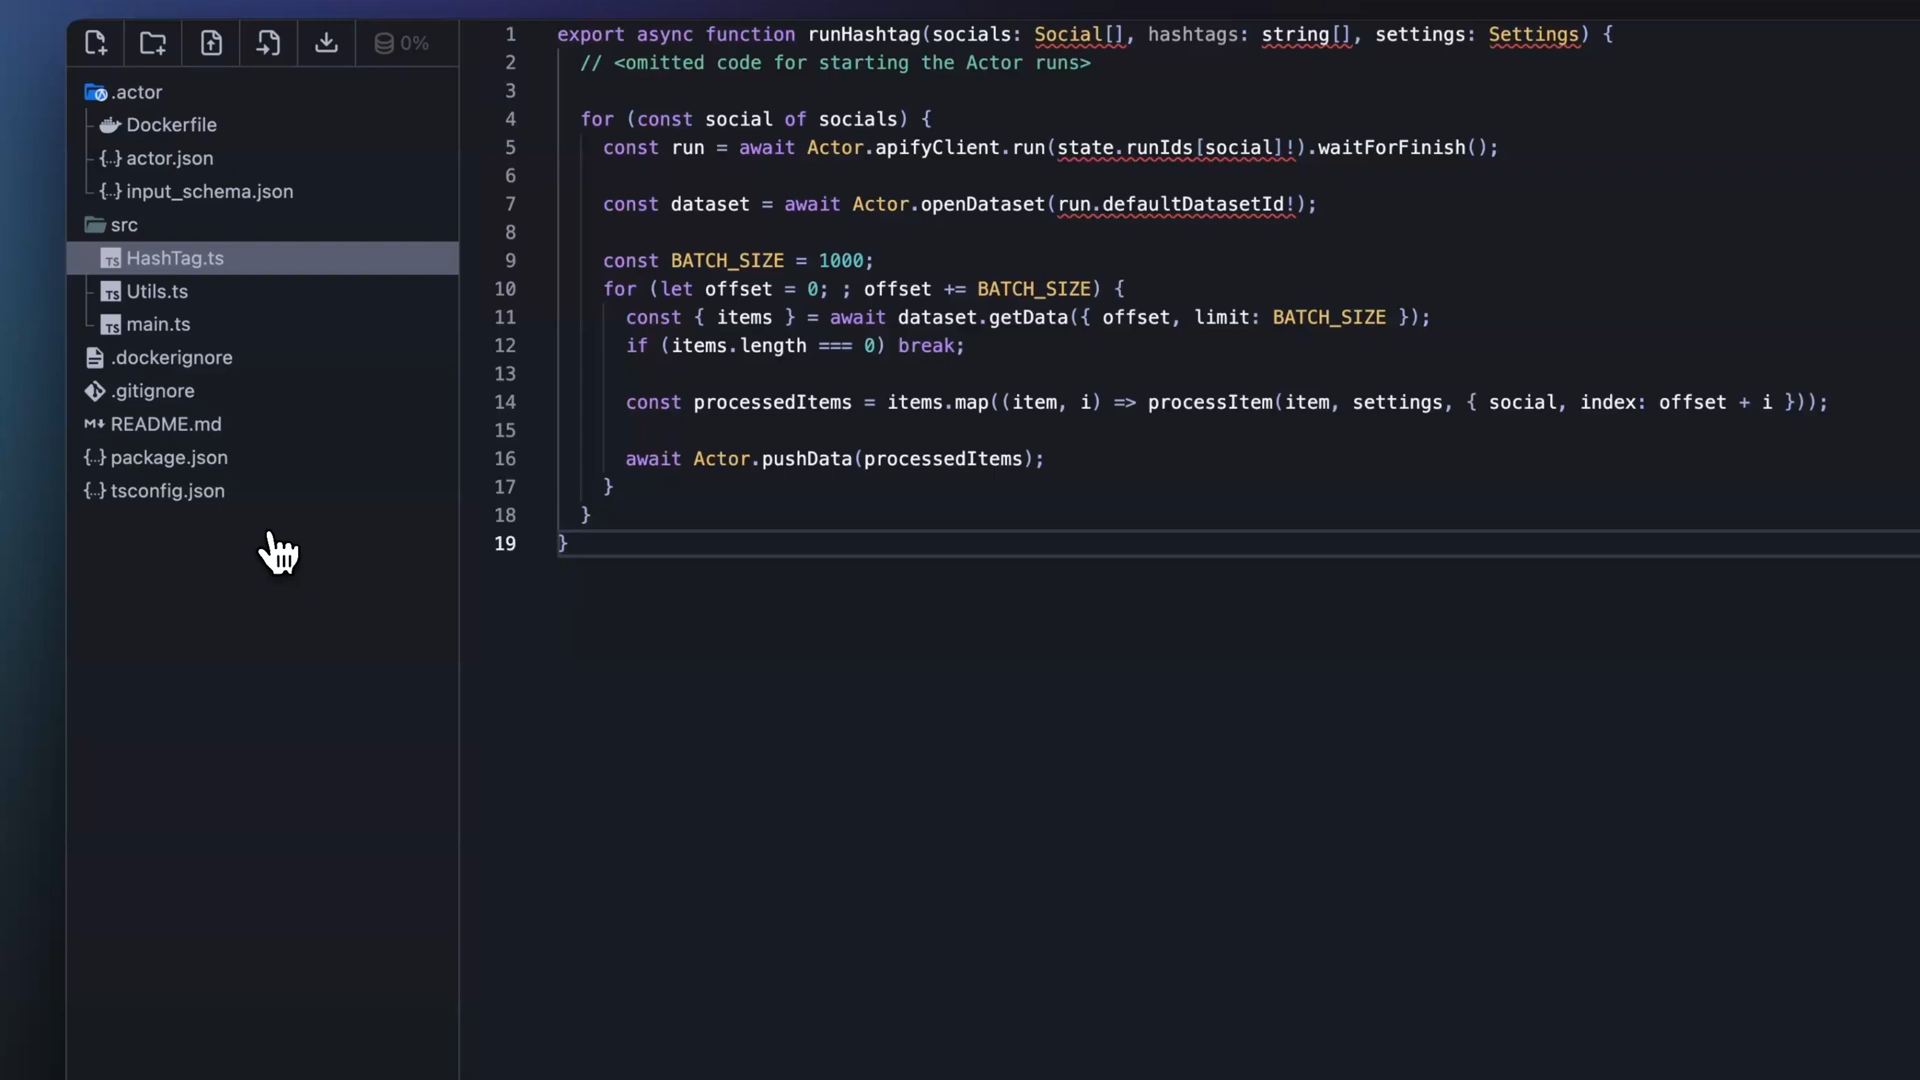 0%
.actor
Dockerfile
{..} actor.json
{..} input_schema.json
src
TS HashTag.ts
TS Utils.ts
TS main.ts
.dockerignore
.gitignore
M↓ README.md
{..} package.json
{..} tsconfig.json
1 export async function runHashtag(socials: Social[], hashtags: string[], settings: Settings) {
2 // <omitted code for starting the Actor runs>
3
4 for (const social of socials) {
5 const run = await Actor.apifyClient.run(state.runIds[social]!).waitForFinish();
6
7 const dataset = await Actor.openDataset(run.defaultDatasetId!);
8
9 const BATCH_SIZE = 1000;
10 for (let offset = 0; ; offset += BATCH_SIZE) {
11 const { items } = await dataset.getData({ offset, limit: BATCH_SIZE });
12 if (items.length === 0) break;
13
14 const processedItems = items.map((item, i) => processItem(item, settings, { social, index: offset + i }));
15
16 await Actor.pushData(processedItems);
17 }
18 }
19 }